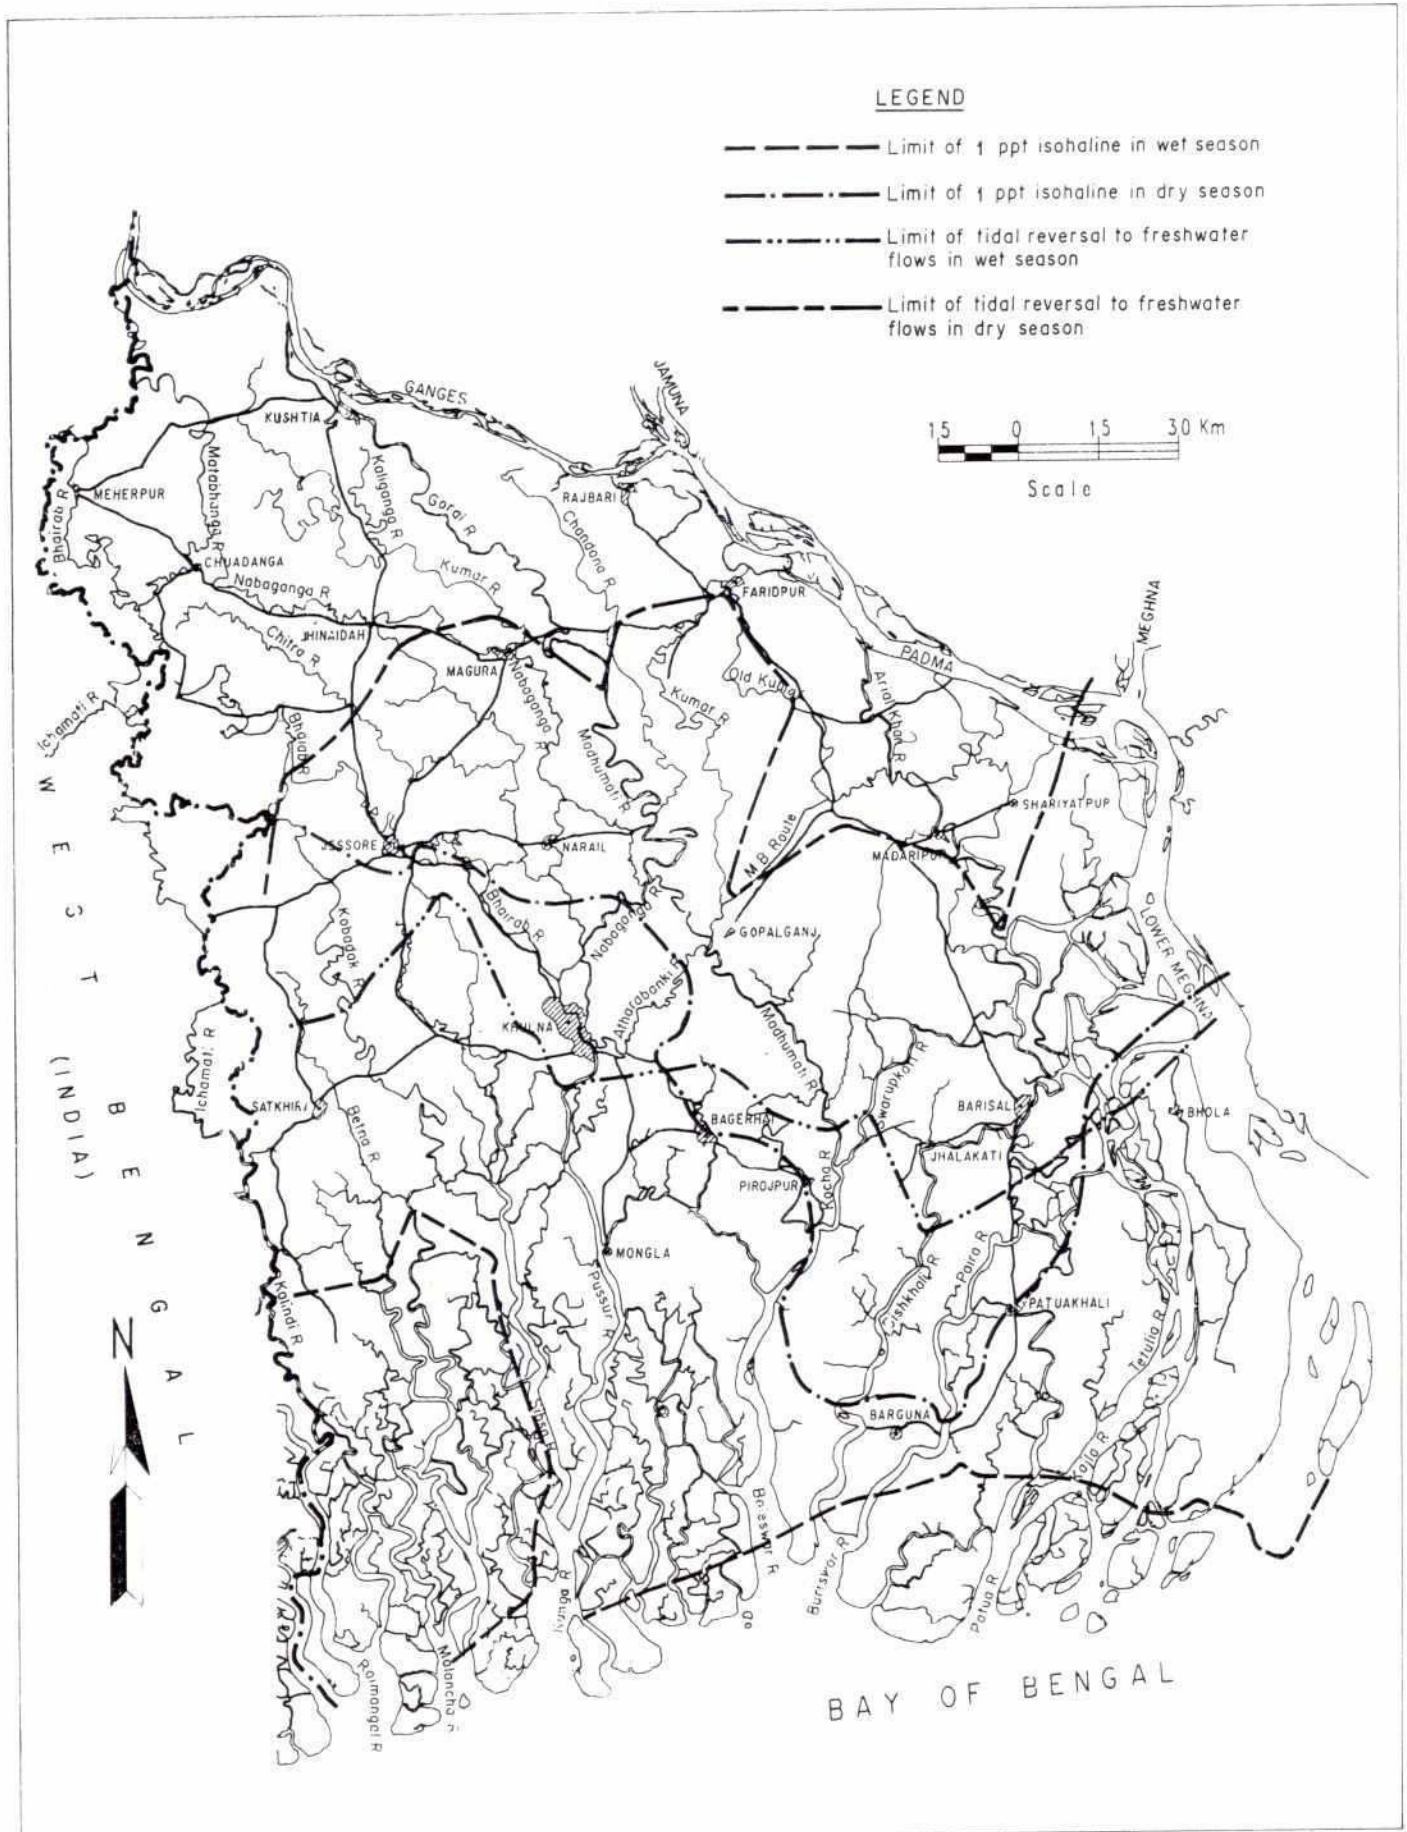 LEGEND
Limit of 1 ppt isohaline in wet season
Limit of 1 ppt isohaline in dry season
Limit of tidal reversal to freshwater
flows in wet season
Limit of tidal reversal to freshwater
flows in dry season
15 0 15 30 Km
Scale
JAMUNA
GANGES
KUSHTIA
Matabhanga R
Kaliganga R
Gorai R
RAJBARI
MEHERPUR
Bhairab R
Chandana R
CHUADANGA
Nabaganga R
Kumar R
FARIDPUR
MEGHNA
JHINAIDAH
Chitra R
MAGURA
PADMA
Ichamati R
Nabaganga R
Old Kumar
Kumar R
Arial Khan R
Bhairab R
Madhumati R
SHARIYATPUP
M.B. Route
JESSORE
NARAIL
MADARIPUR
Kobadak R
Bhairab R
Nabaganga R
GOPALGANJ
LOWER MEGHNA
Atharabanki R
Madhumati R
KHULNA
Ichamati R
Swarupkati R
SATKHIRA
Betna R
BAGERHAT
BARISAL
BHOLA
JHALAKATI
PIROJPUR
Kacha R
WEST BENGAL
(INDIA)
MONGLA
Pussur R
Kalindi R
Bishkhali R
Paira R
PATUAKHALI
Tetulia R
N
Sibsa R
BARGUNA
Kajla R
Baleswar R
Buriswar R
Patua R
Raimangal R
Malancha R
BAY OF BENGAL